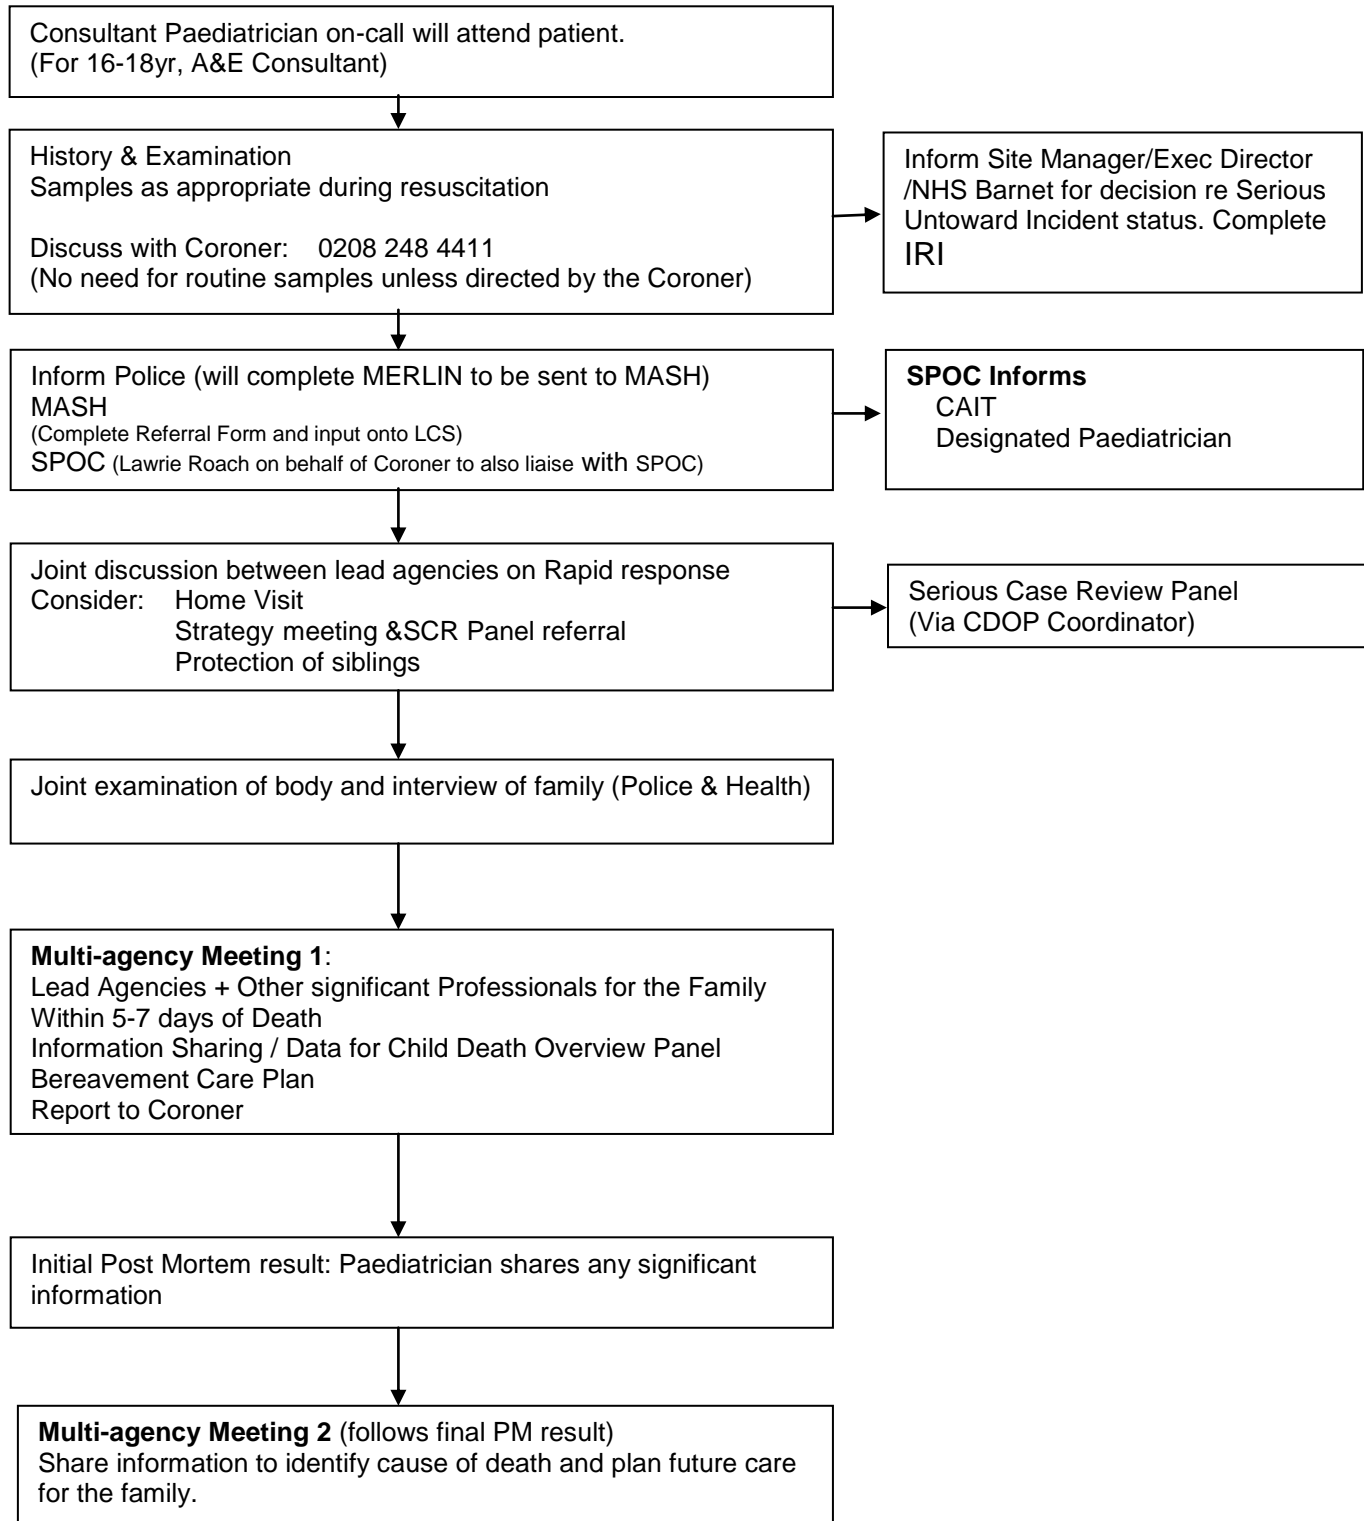 Consultant Paediatrician on-call will attend patient.
(For 16-18yr, A&E Consultant)
History & Examination
Samples as appropriate during resuscitation
Discuss with Coroner: 0208 248 4411
(No need for routine samples unless directed by the Coroner)
Inform Site Manager/Exec Director
/NHS Barnet for decision re Serious
Untoward Incident status. Complete
IRI
Inform Police (will complete MERLIN to be sent to MASH)
MASH
(Complete Referral Form and input onto LCS)
SPOC (Lawrie Roach on behalf of Coroner to also liaise with SPOC)
SPOC Informs
CAIT
Designated Paediatrician
Joint discussion between lead agencies on Rapid response
Consider: Home Visit
Strategy meeting &SCR Panel referral
Protection of siblings
Serious Case Review Panel
(Via CDOP Coordinator)
Joint examination of body and interview of family (Police & Health)
Multi-agency Meeting 1:
Lead Agencies + Other significant Professionals for the Family
Within 5-7 days of Death
Information Sharing / Data for Child Death Overview Panel
Bereavement Care Plan
Report to Coroner
Initial Post Mortem result: Paediatrician shares any significant
information
Multi-agency Meeting 2 (follows final PM result)
Share information to identify cause of death and plan future care
for the family.